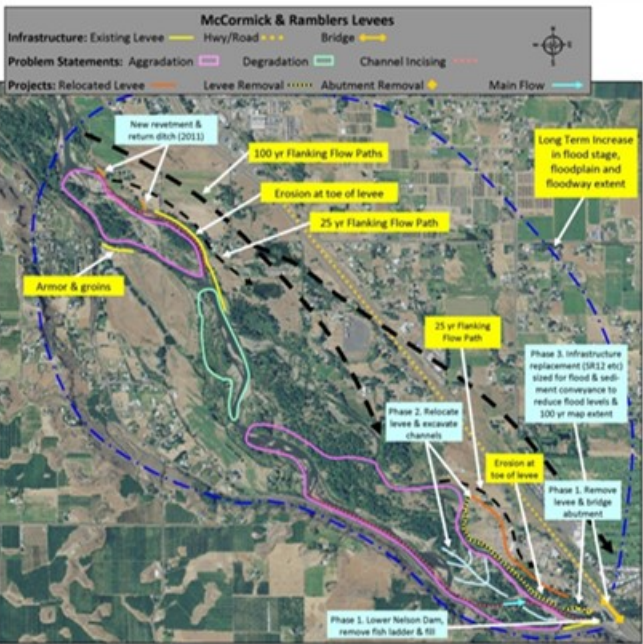 McCormick & Ramblers Levees
Infrastructure: Existing Levee Hwy/Road Bridge
Problem Statements: Aggradation Degradation Channel Incising
Projects: Relocated Levee Levee Removal Abutment Removal Main Flow
New revetment &
return ditch (2011)
100 yr Flanking Flow Paths
Long Term Increase
in flood stage,
floodplain and
floodway extent
Erosion at toe of levee
25 yr Flanking Flow Path
Armor & groins
25 yr Flanking
Flow Path
Phase 3. Infrastructure
replacement (SR12 etc)
sized for flood & sedi-
ment conveyance to
reduce flood levels &
100 yr map extent
Phase 2. Relocate
levee & excavate
channels
Erosion at
toe of levee
Phase 1. Remove
levee & bridge
abutment
Phase 1. Lower Nelson Dam,
remove fish ladder & fill